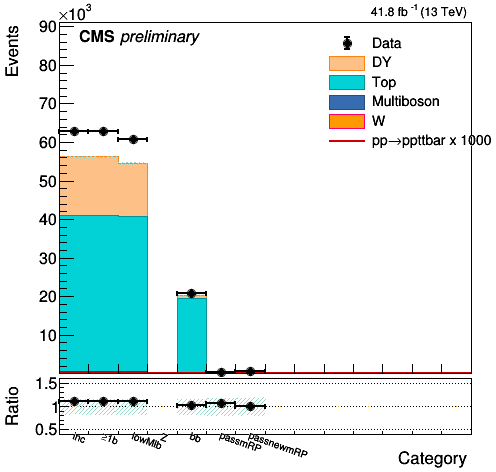 ×10³
41.8 fb⁻¹ (13 TeV)
Events
CMS preliminary
90
80
70
60
50
40
30
20
10
Data
DY
Top
Multiboson
W
pp→ppttbar x 1000
Ratio
1.5
1
0.5
inc
≥1b
lowMlb
Z
bb
passmRP
passnewmRP
Category